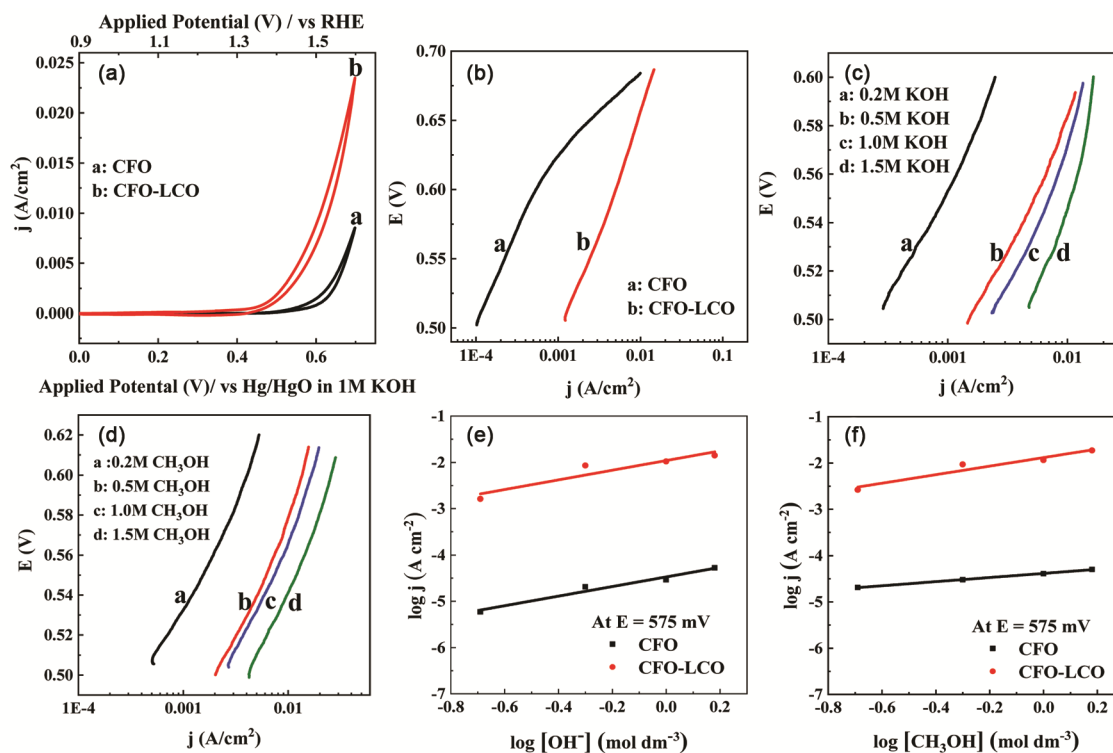 Applied Potential (V) / vs RHE
0.9 1.1 1.3 1.5
(a)
b
a: CFO
b: CFO-LCO
a
j (A/cm²)
0.025
0.020
0.015
0.010
0.005
0.000
0.0 0.2 0.4 0.6
Applied Potental (V)/ vs Hg/HgO in 1M KOH
(b)
E (V)
0.70
0.65
0.60
0.55
0.50
a
b
a: CFO
b: CFO-LCO
1E-4 0.001 0.01 0.1
j (A/cm²)
(c)
a: 0.2M KOH
b: 0.5M KOH
c: 1.0M KOH
d: 1.5M KOH
E (V)
0.60
0.58
0.56
0.54
0.52
0.50
a b c d
1E-4 0.001 0.01
j (A/cm²)
(d)
a :0.2M CH₃OH
b: 0.5M CH₃OH
c: 1.0M CH₃OH
d: 1.5M CH₃OH
E (V)
0.62
0.60
0.58
0.56
0.54
0.52
0.50
a b c d
1E-4 0.001 0.01
j (A/cm²)
(e)
log j (A cm⁻²)
-1
-2
-3
-4
-5
-6
-7
At E = 575 mV
CFO
CFO-LCO
-0.8 -0.6 -0.4 -0.2 0.0 0.2
log [OH⁻] (mol dm⁻³)
(f)
log j (A cm⁻²)
-1
-2
-3
-4
-5
-6
-7
At E = 575 mV
CFO
CFO-LCO
-0.8 -0.6 -0.4 -0.2 0.0 0.2
log [CH₃OH] (mol dm⁻³)